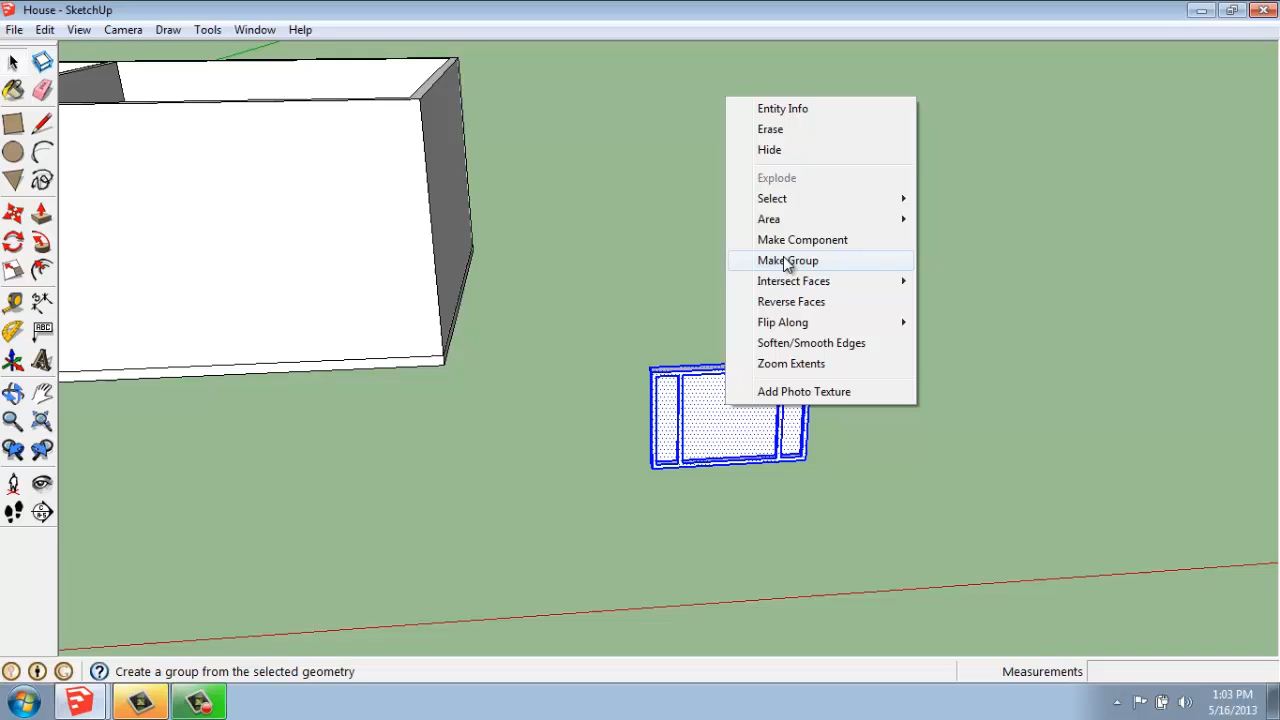 House - SketchUp
File Edit View Camera Draw Tools Window Help
Entity Info
Erase
Hide
Explode
Select
Area
Make Component
Make Group
Intersect Faces
Reverse Faces
Flip Along
Soften/Smooth Edges
Zoom Extents
Add Photo Texture
ABC
Create a group from the selected geometry
Measurements
1:03 PM
5/16/2013